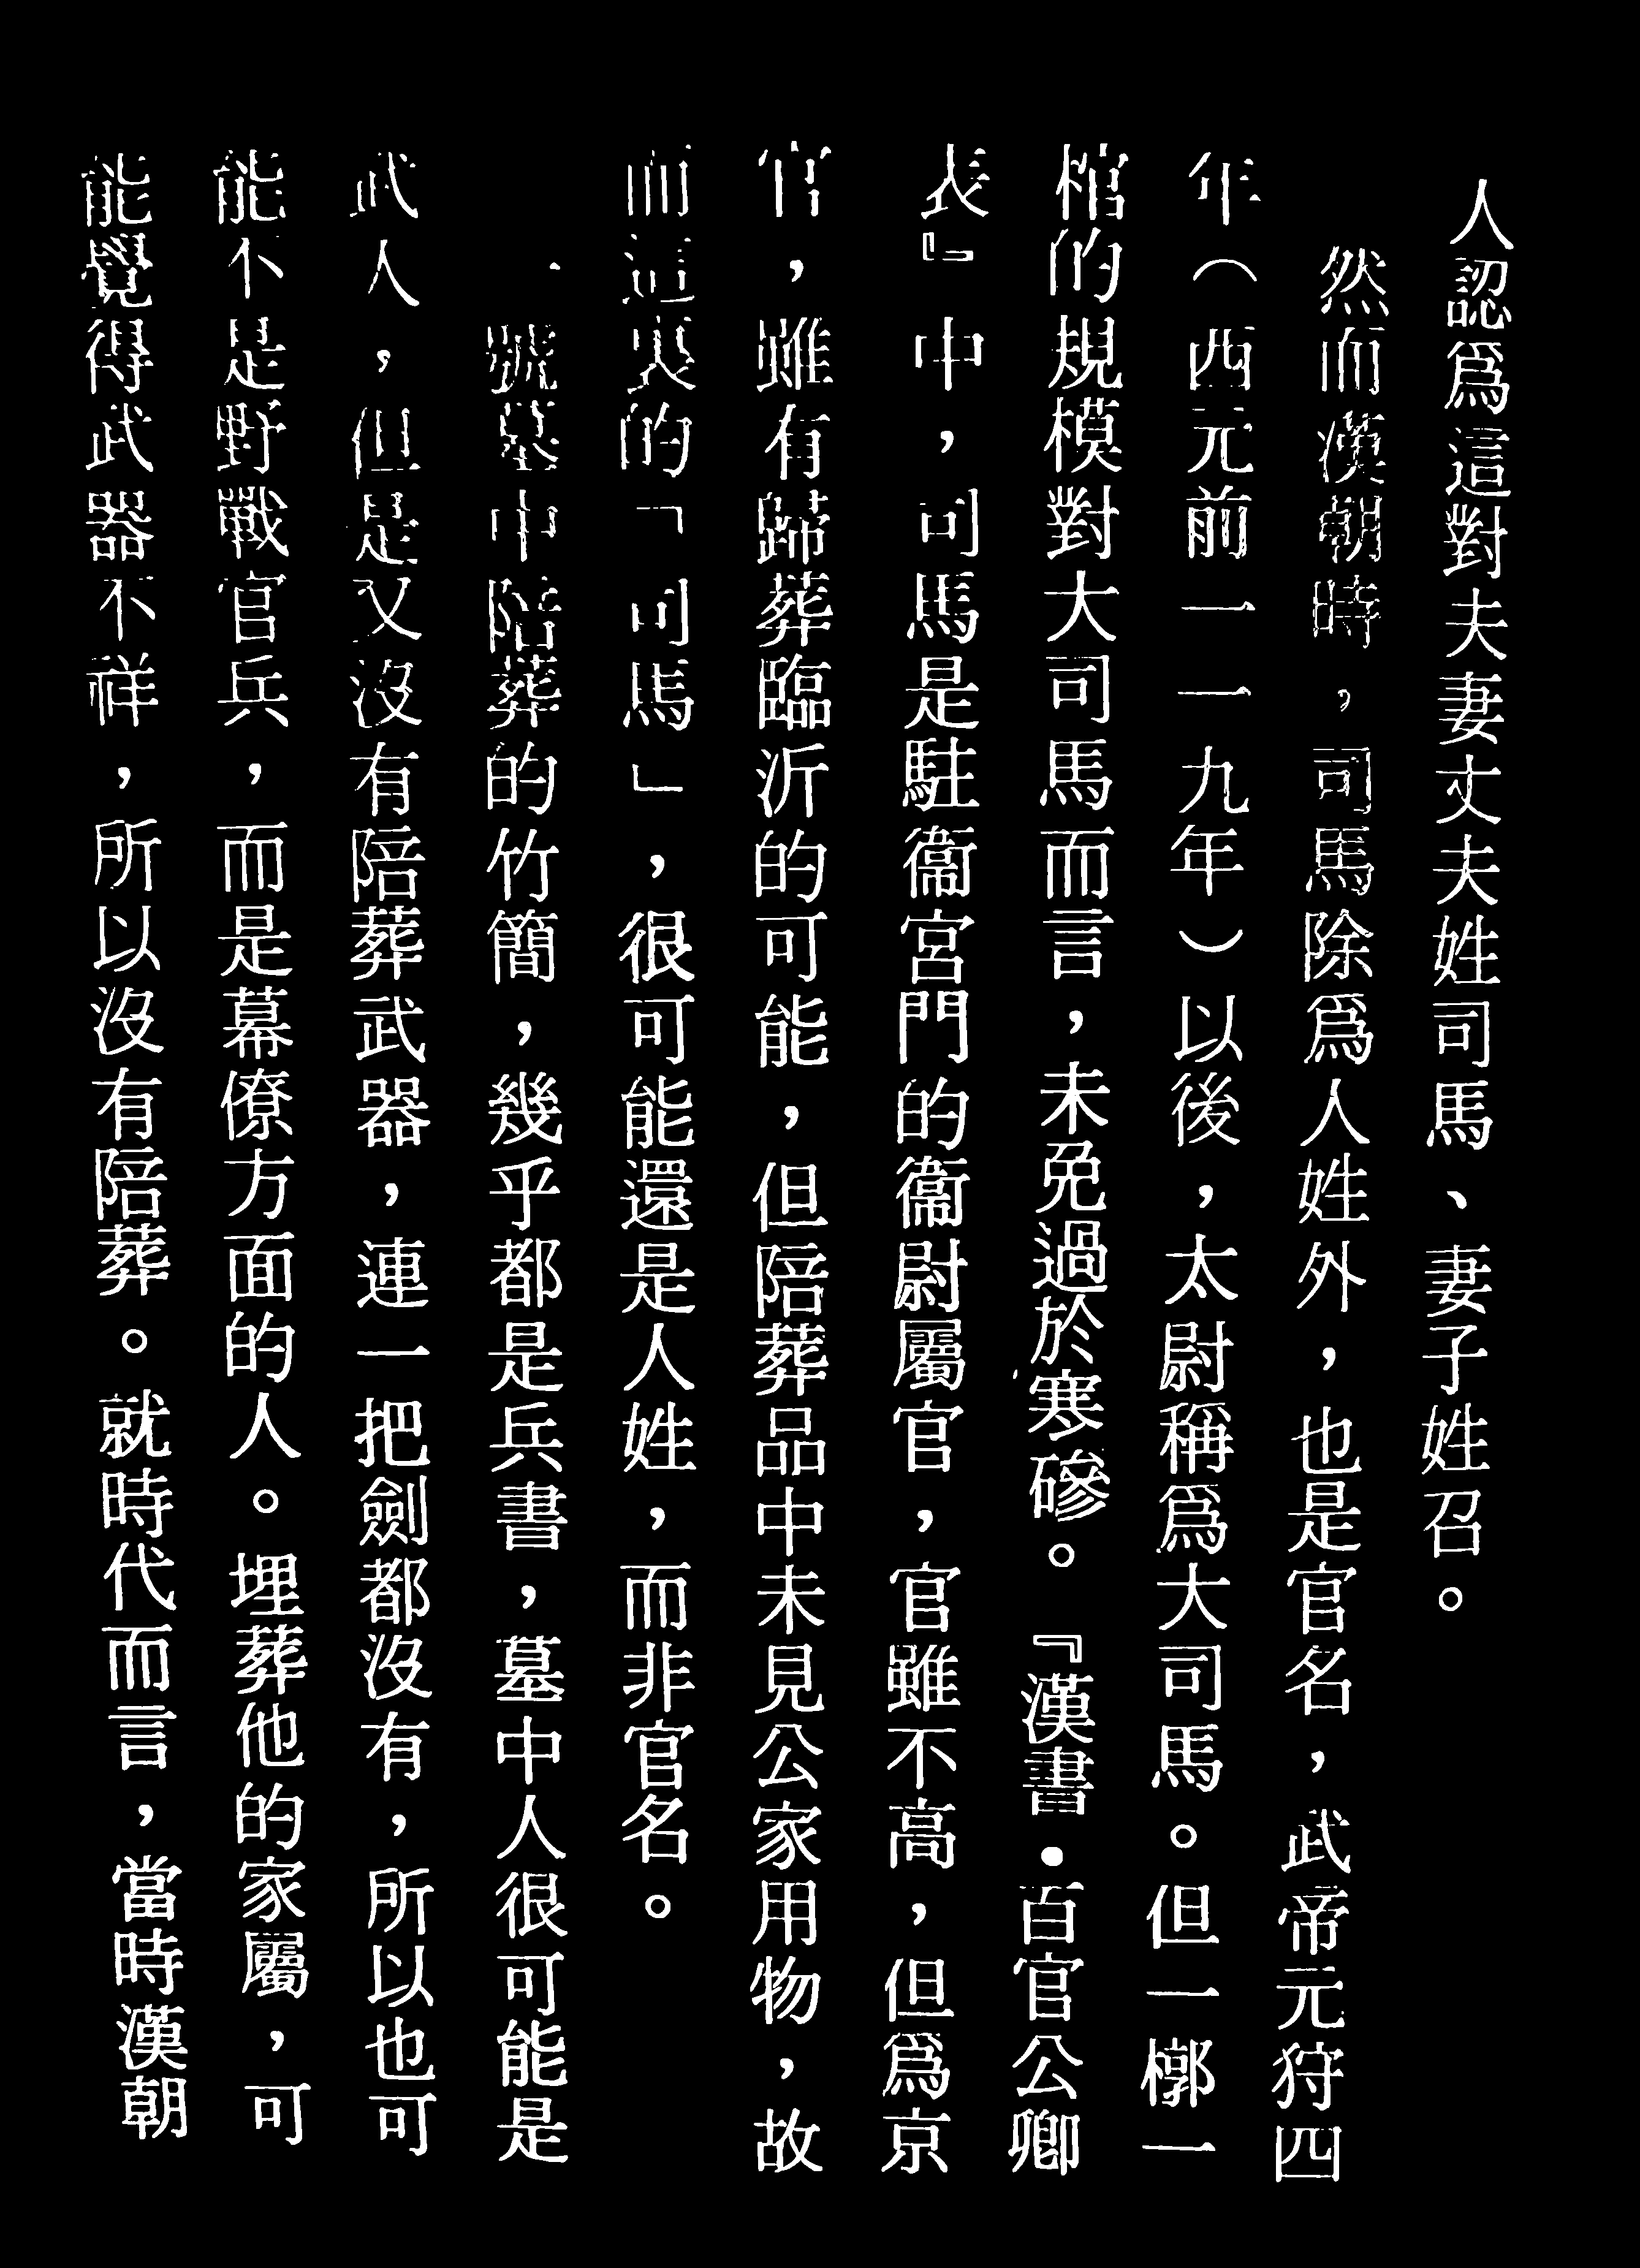 人認爲這對夫妻丈夫姓司馬、妻子姓召。
然而漢朝時，司馬除爲人姓外，也是官名，武帝元狩四
年（西元前一一九年）以後，太尉稱爲大司馬。但一槨一
棺的規模對大司馬而言，未免過於寒磣。『漢書•百官公卿
表』中，司馬是駐衞宮門的衞尉屬官，官雖不高，但爲京
官，雖有歸葬臨沂的可能，但陪葬品中未見公家用物，故
而這裏的「司馬」，很可能還是人姓，而非官名。
一號墓中陪葬的竹簡，幾乎都是兵書，墓中人很可能是
武人，但是又沒有陪葬武器，連一把劍都沒有，所以也可
能不是野戰官兵，而是幕僚方面的人。埋葬他的家屬，可
能覺得武器不祥，所以沒有陪葬。就時代而言，當時漢朝